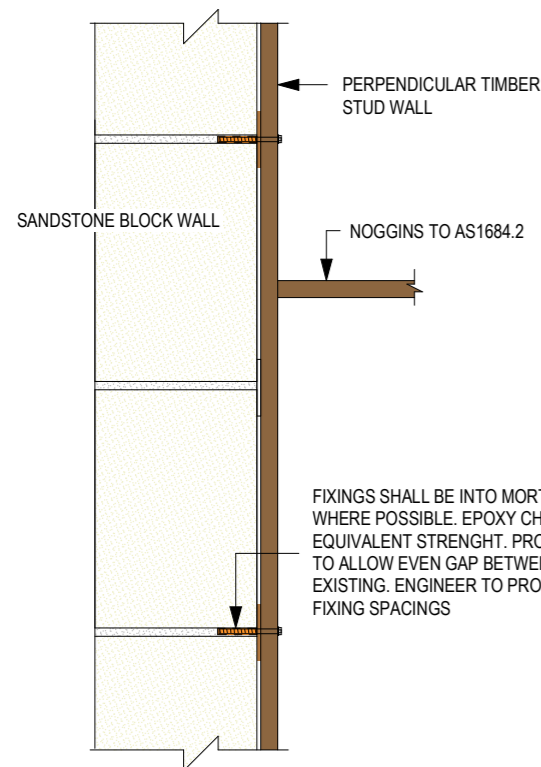 PERPENDICULAR TIMBER
STUD WALL
SANDSTONE BLOCK WALL
NOGGINS TO AS1684.2
FIXINGS SHALL BE INTO MORT
WHERE POSSIBLE. EPOXY CH
EQUIVALENT STRENGHT. PRO
TO ALLOW EVEN GAP BETWEE
EXISTING. ENGINEER TO PRO
FIXING SPACINGS